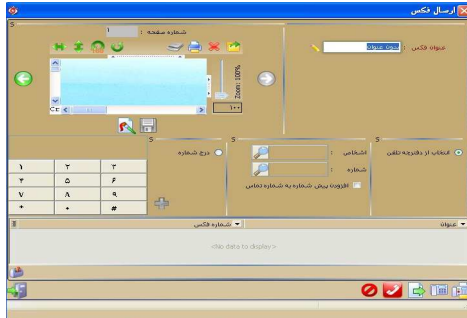 ارسال فکس
عنوان فکس : بدون عنوان
شماره صفحه : ۱
Zoom: 100%
۱۰۰
انتخاب از دفترچه تلفن
اشخاص :
شماره :
افزودن پیش شماره به شماره تماس
درج شماره
۱ ۲ ۳
۴ ۵ ۶
۷ ۸ ۹
* ۰ #
عنوان شماره فکس
<No data to display>